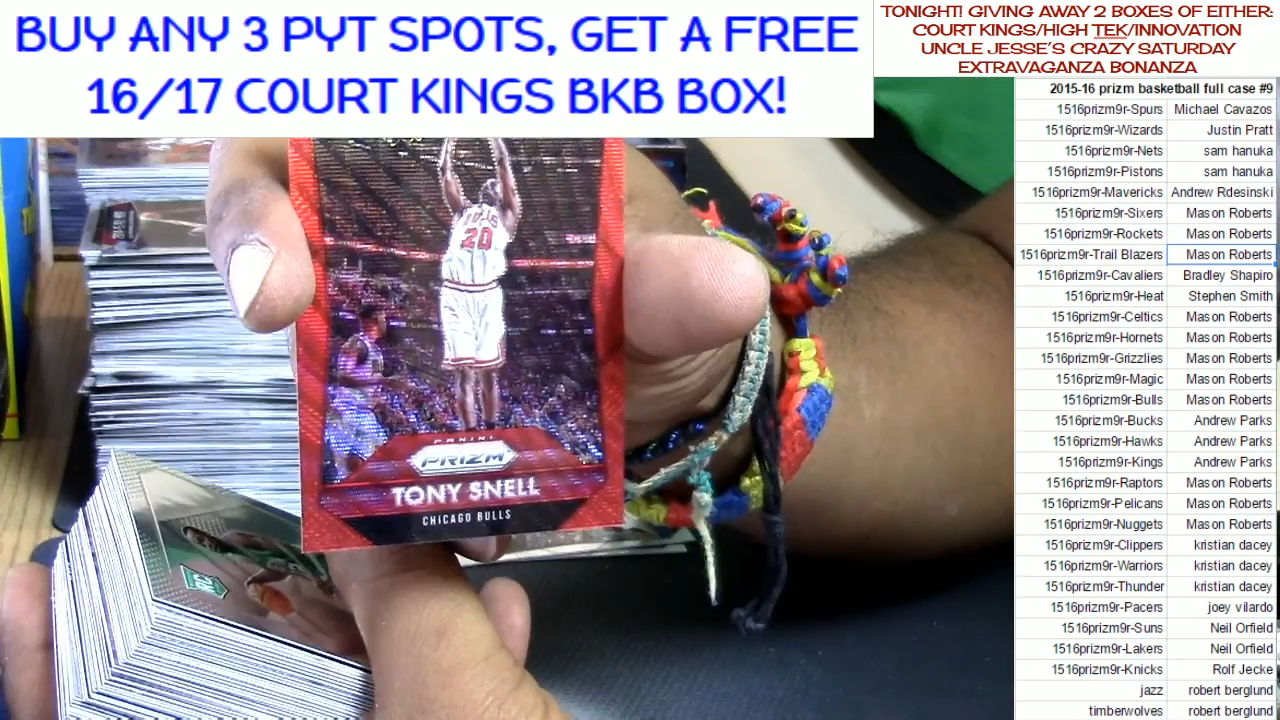 BUY ANY 3 PYT SPOTS, GET A FREE
16/17 COURT KINGS BKB BOX!
TONIGHT! GIVING AWAY 2 BOXES OF EITHER:
COURT KINGS/HIGH TEK/INNOVATION
UNCLE JESSE'S CRAZY SATURDAY
EXTRAVAGANZA BONANZA
2015-16 prizm basketball full case #9
1516prizm9r-Spurs Michael Cavazos
1516prizm9r-Wizards Justin Pratt
1516prizm9r-Nets sam hanuka
1516prizm9r-Pistons sam hanuka
1516prizm9r-Mavericks Andrew Rdesinski
1516prizm9r-Sixers Mason Roberts
1516prizm9r-Rockets Mason Roberts
1516prizm9r-Trail Blazers Mason Roberts
1516prizm9r-Cavaliers Bradley Shapiro
1516prizm9r-Heat Stephen Smith
1516prizm9r-Celtics Mason Roberts
1516prizm9r-Hornets Mason Roberts
1516prizm9r-Grizzlies Mason Roberts
1516prizm9r-Magic Mason Roberts
1516prizm9r-Bulls Mason Roberts
1516prizm9r-Bucks Andrew Parks
1516prizm9r-Hawks Andrew Parks
1516prizm9r-Kings Andrew Parks
1516prizm9r-Raptors Mason Roberts
1516prizm9r-Pelicans Mason Roberts
1516prizm9r-Nuggets Mason Roberts
1516prizm9r-Clippers kristian dacey
1516prizm9r-Warriors kristian dacey
1516prizm9r-Thunder kristian dacey
1516prizm9r-Pacers joey vilardo
1516prizm9r-Suns Neil Orfield
1516prizm9r-Lakers Neil Orfield
1516prizm9r-Knicks Rolf Jecke
jazz robert berglund
timberwolves robert berglund
BULLS
20
PANINI
PRIZM
TONY SNELL
CHICAGO BULLS
RC